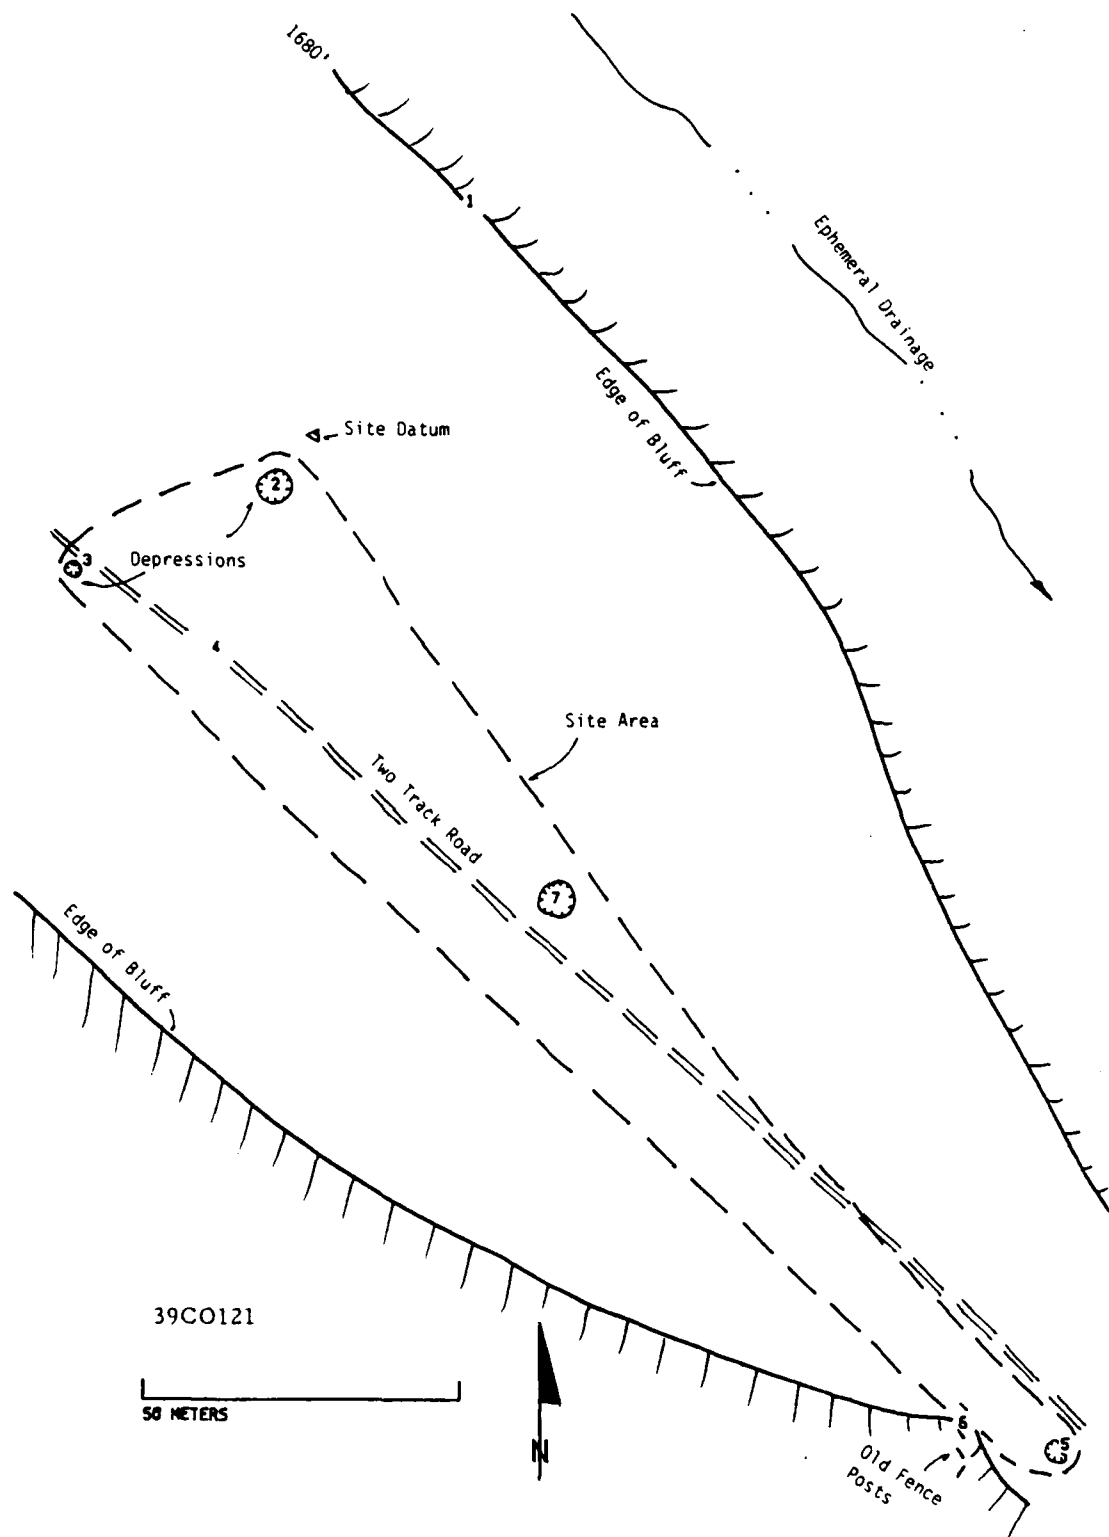 1680'
1
Ephemeral Drainage
Edge of Bluff
Site Datum
2
3
Depressions
4
Site Area
Two Track Road
7
Edge of Bluff
39CO121
50 METERS
N
6
5
Old Fence
Posts